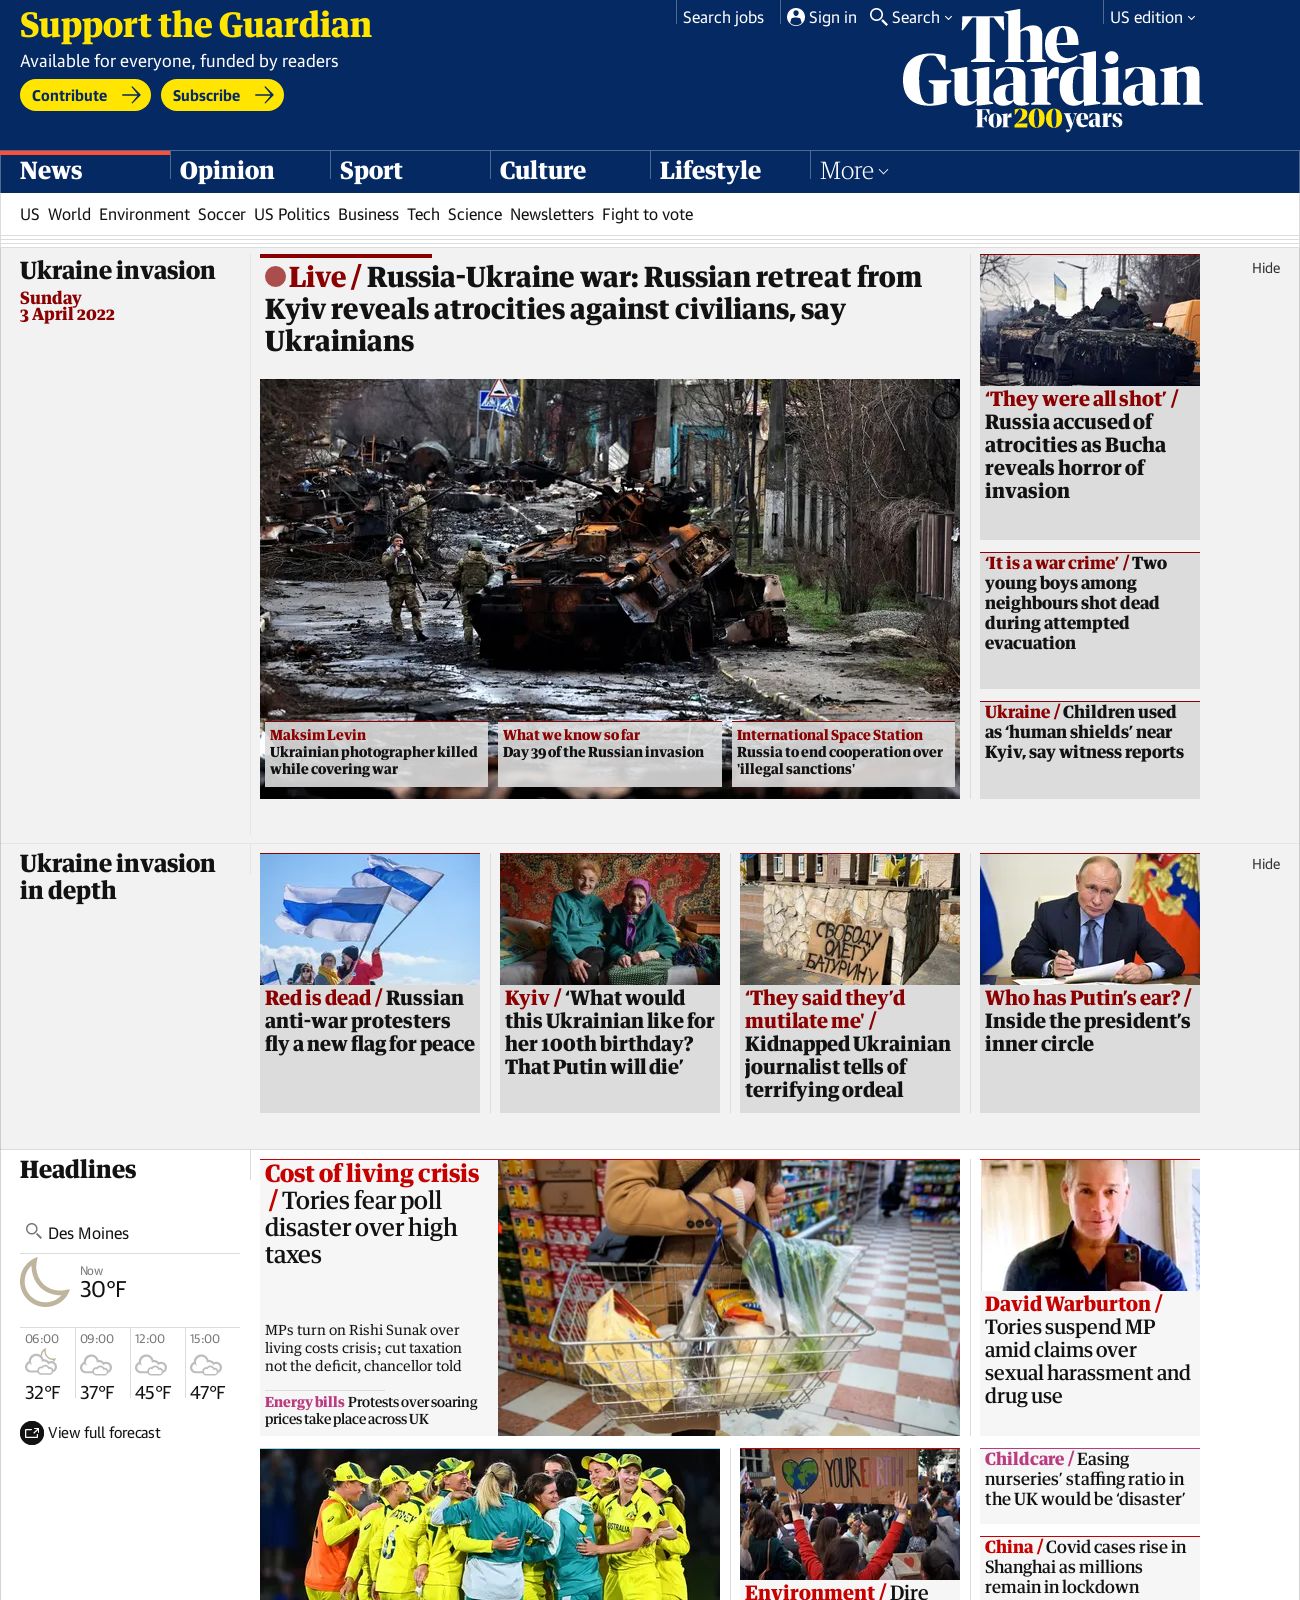 Support the Guardian
Available for everyone, funded by readers
Contribute
Subscribe
Search jobs
Sign in
Search
US edition
The
Guardian
For 200 years
News
Opinion
Sport
Culture
Lifestyle
More
US World Environment Soccer US Politics Business Tech Science Newsletters Fight to vote
Ukraine invasion
Sunday
3 April 2022
Hide
Live / Russia-Ukraine war: Russian retreat from
Kyiv reveals atrocities against civilians, say
Ukrainians
Maksim Levin
Ukrainian photographer killed
while covering war
What we know so far
Day 39 of the Russian invasion
International Space Station
Russia to end cooperation over
'illegal sanctions'
‘They were all shot’ /
Russia accused of
atrocities as Bucha
reveals horror of
invasion
‘It is a war crime’ / Two
young boys among
neighbours shot dead
during attempted
evacuation
Ukraine / Children used
as ‘human shields’ near
Kyiv, say witness reports
Ukraine invasion
in depth
Hide
Red is dead / Russian
anti-war protesters
fly a new flag for peace
Kyiv / ‘What would
this Ukrainian like for
her 100th birthday?
That Putin will die’
СВОБОДУ
ОЛЕГУ
БАТУРИНУ
‘They said they’d
mutilate me' /
Kidnapped Ukrainian
journalist tells of
terrifying ordeal
Who has Putin’s ear? /
Inside the president’s
inner circle
Headlines
Des Moines
Now
30°F
06:00 09:00 12:00 15:00
32°F 37°F 45°F 47°F
View full forecast
Cost of living crisis
/ Tories fear poll
disaster over high
taxes
MPs turn on Rishi Sunak over
living costs crisis; cut taxation
not the deficit, chancellor told
Energy bills Protests over soaring
prices take place across UK
David Warburton /
Tories suspend MP
amid claims over
sexual harassment and
drug use
AUSTRALIA
YOUR EARTH
Environment / Dire
Childcare / Easing
nurseries’ staffing ratio in
the UK would be ‘disaster’
China / Covid cases rise in
Shanghai as millions
remain in lockdown